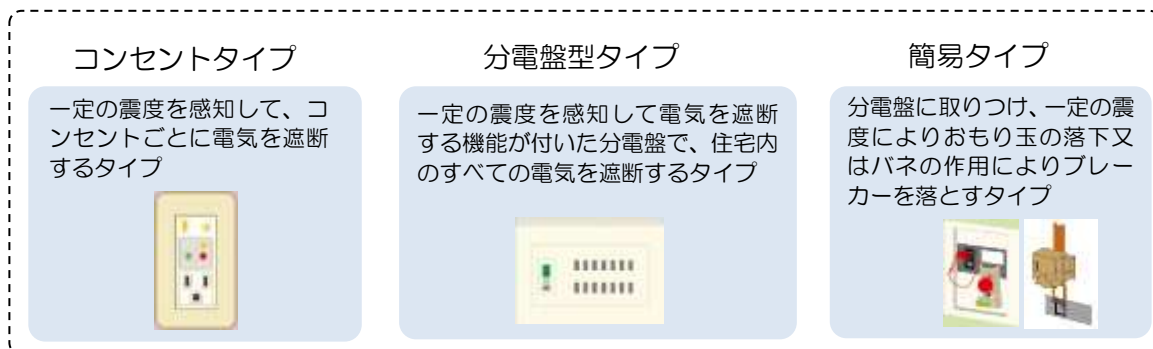 コンセントタイプ
一定の震度を感知して、コ
ンセントごとに電気を遮断
するタイプ
分電盤型タイプ
一定の震度を感知して電気を遮断
する機能が付いた分電盤で、住宅内
のすべての電気を遮断するタイプ
簡易タイプ
分電盤に取りつけ、一定の震
度によりおもり玉の落下又
はバネの作用によりブレー
カーを落とすタイプ